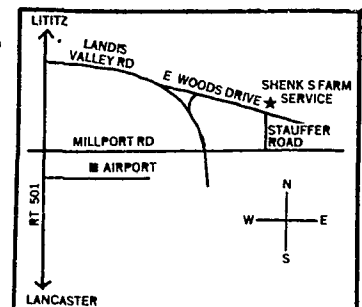 LITITZ
LANDIS
VALLEY RD
E WOODS DRIVE
SHENK S FARM
SERVICE
STAUFFER
ROAD
MILLPORT RD
AIRPORT
RT 501
N
W E
S
LANCASTER